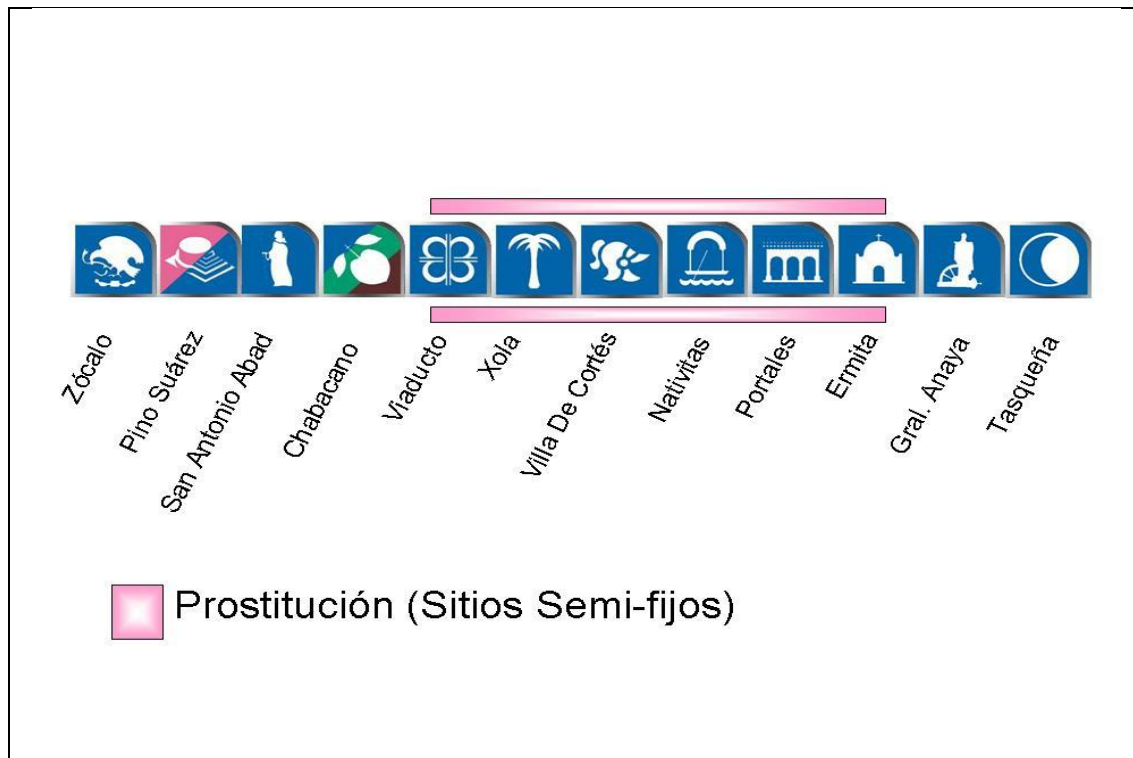 Zócalo
Pino Suárez
San Antonio Abad
Chabacano
Viaducto
Xola
Villa De Cortés
Nativitas
Portales
Ermita
Gral. Anaya
Tasqueña
Prostitución (Sitios Semi-fijos)